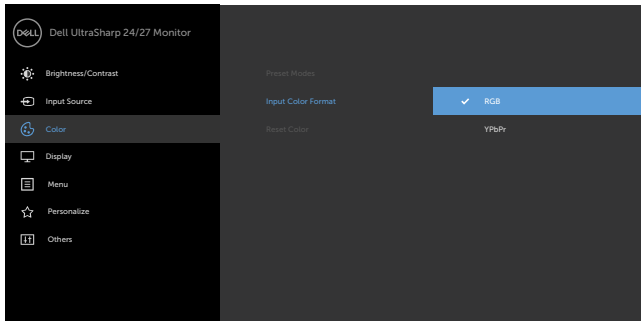 DELL
Dell UltraSharp 24/27 Monitor
Brightness/Contrast
Input Source
Color
Display
Menu
Personalize
Others
Preset Modes
Input Color Format
Reset Color
RGB
YPbPr